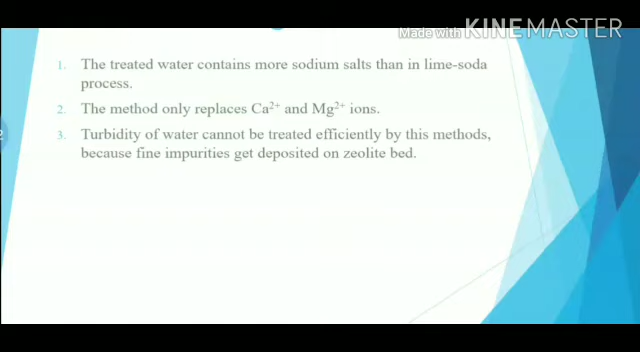 Made with KINEMASTER
1. The treated water contains more sodium salts than in lime-soda
process.
2. The method only replaces Ca²⁺ and Mg²⁺ ions.
3. Turbidity of water cannot be treated efficiently by this methods,
because fine impurities get deposited on zeolite bed.